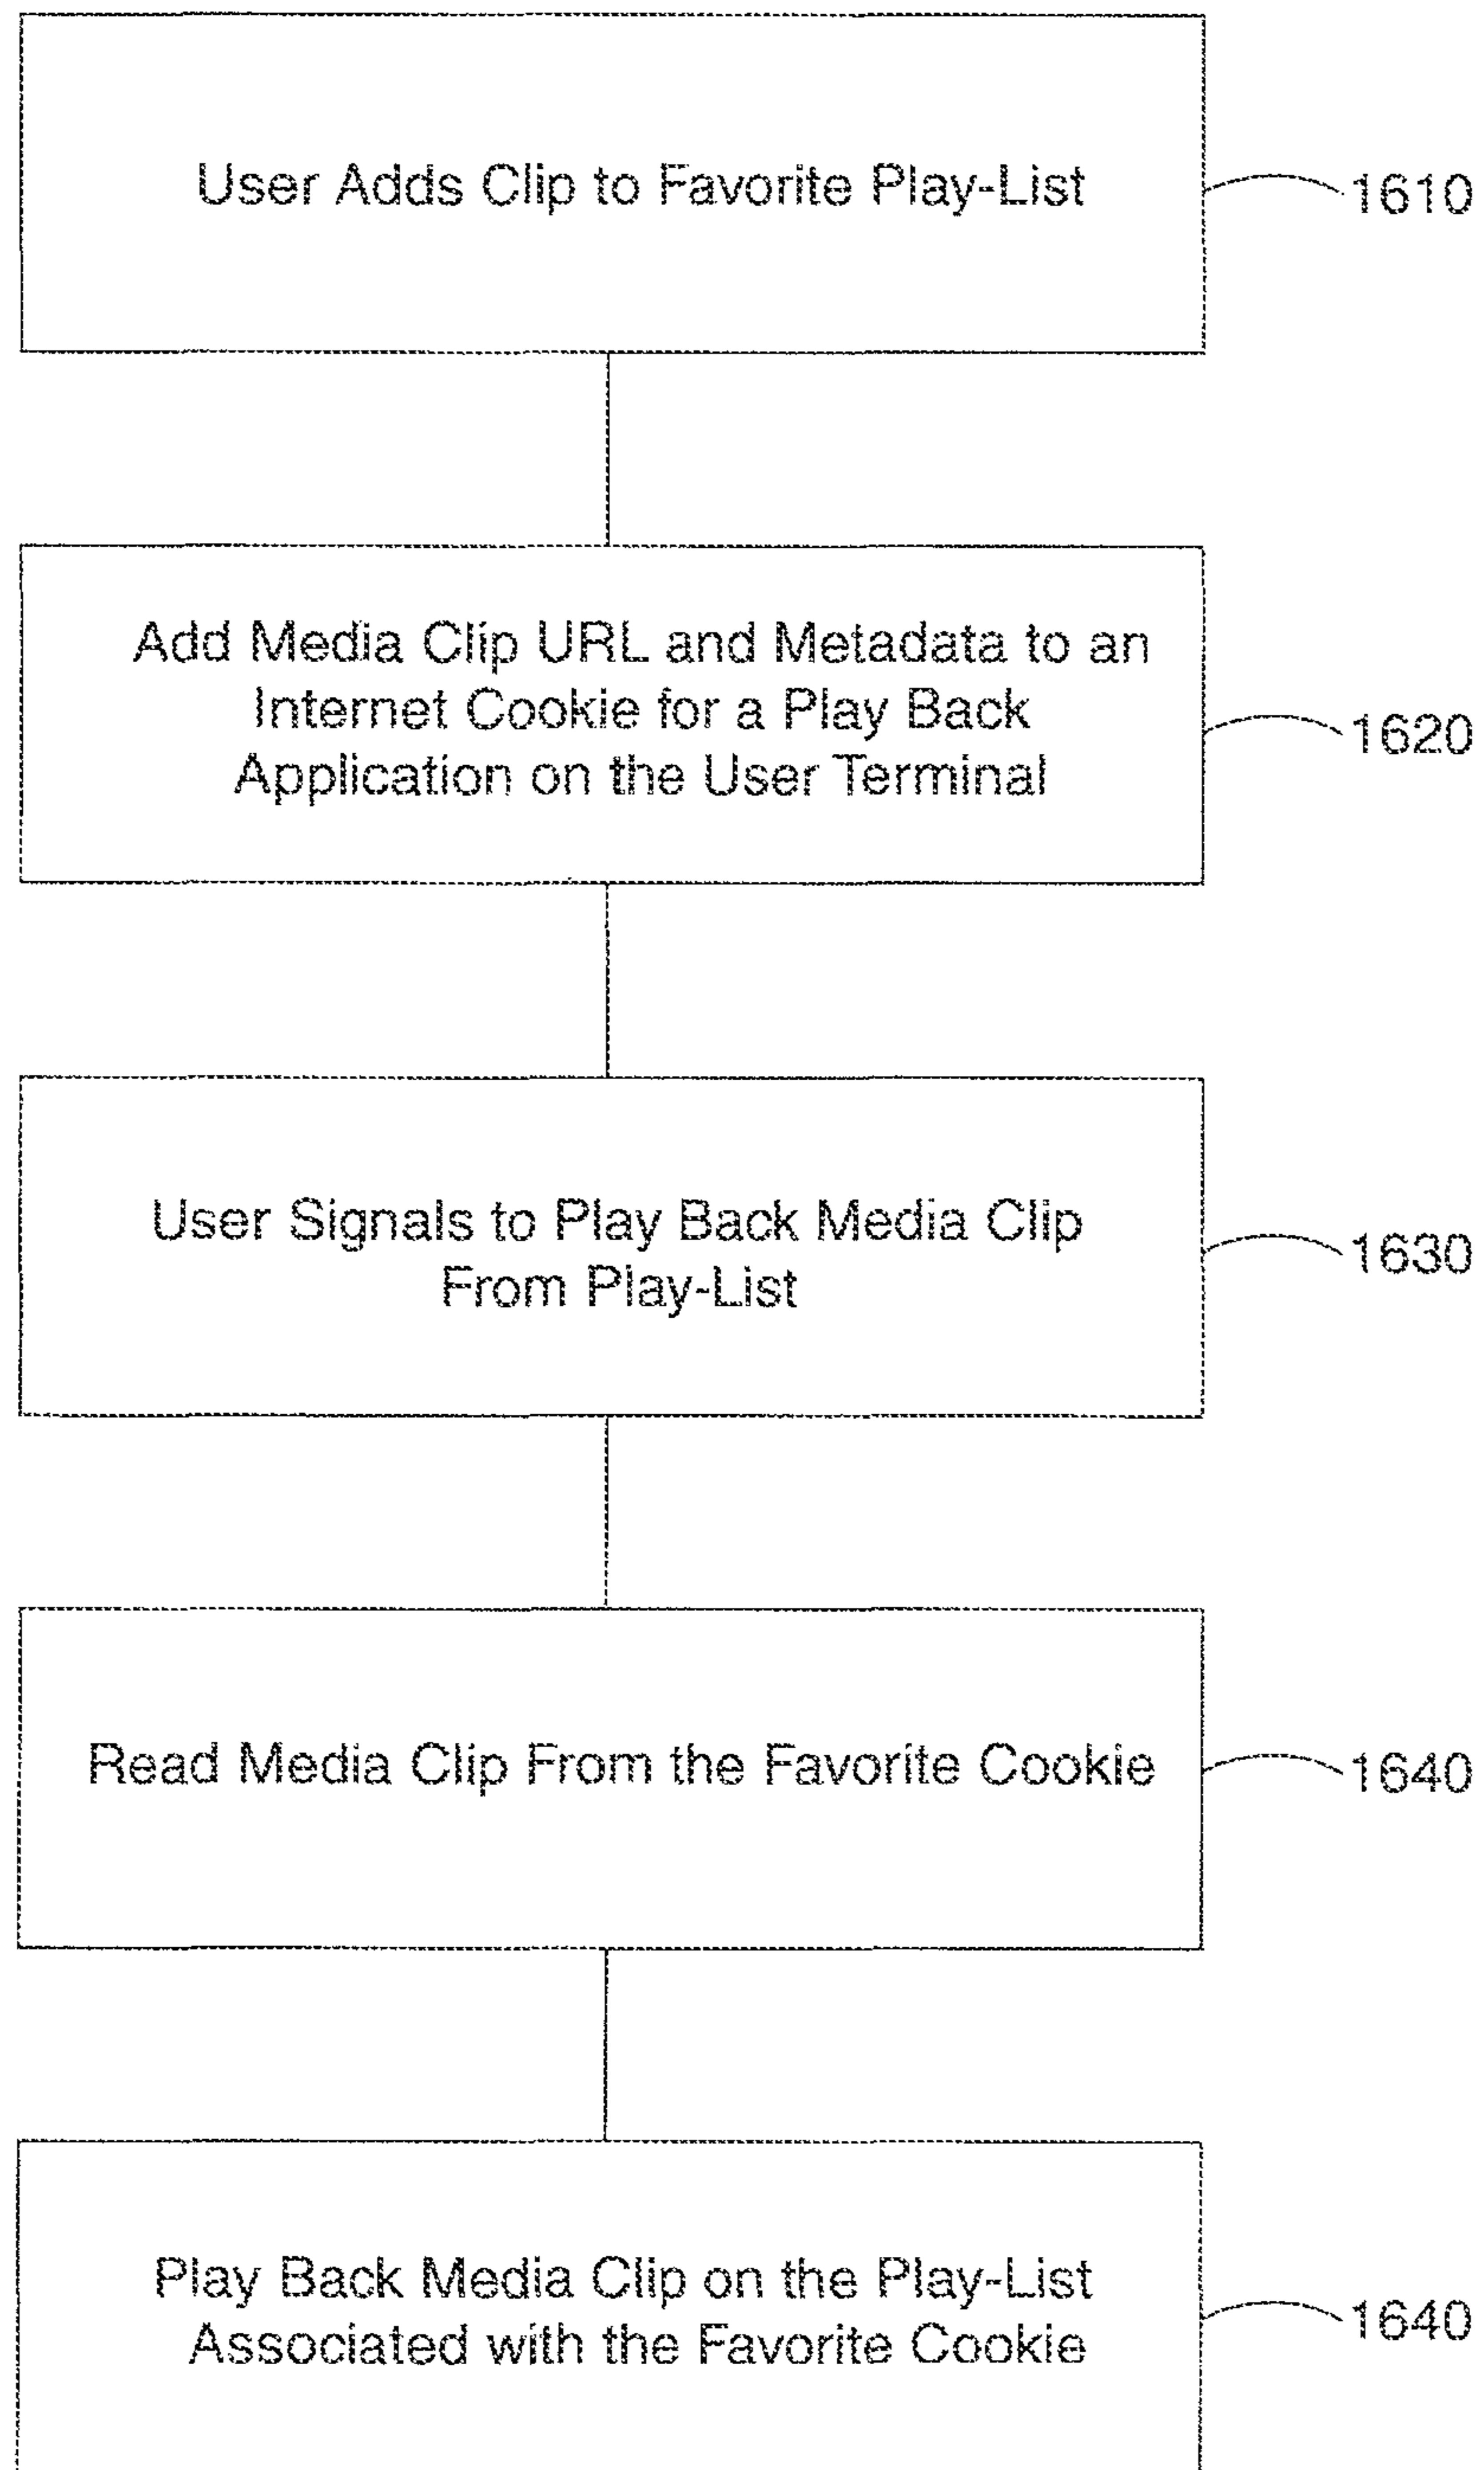 User Adds Clip to Favorite Play-List
1610
Add Media Clip URL and Metadata to an
Internet Cookie for a Play Back
Application on the User Terminal
1620
User Signals to Play Back Media Clip
From Play-List
1630
Read Media Clip From the Favorite Cookie
1640
Play Back Media Clip on the Play-List
Associated with the Favorite Cookie
1640